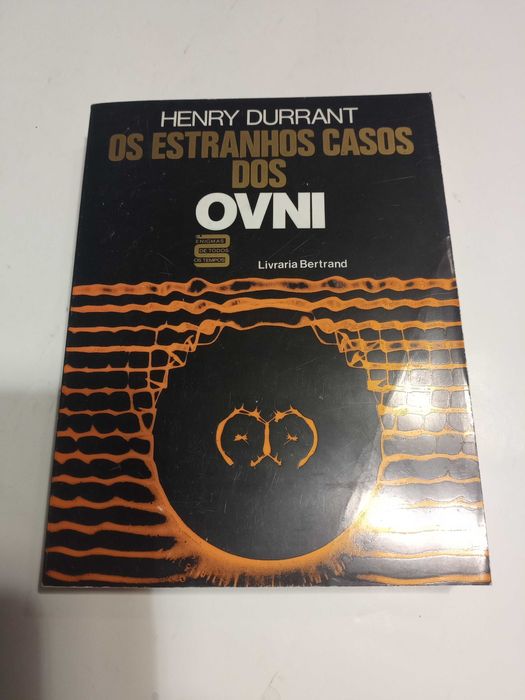 HENRY DURRANT
OS ESTRANHOS CASOS
DOS
OVNI
ENIGMAS
DE TODOS
OS TEMPOS
Livraria Bertrand